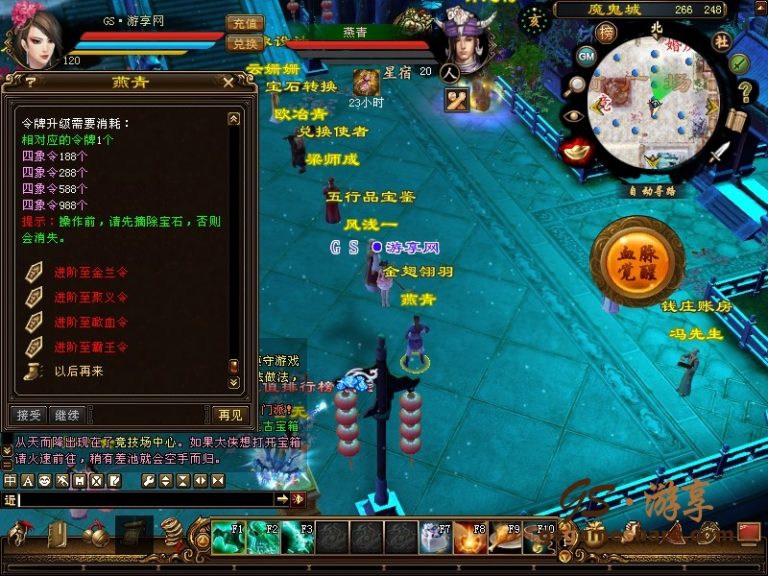 GS·游享网
120
充值
兑换
燕青
星宿 20
人
23小时
亥
魔鬼城 266 248
北
榜
社
GM
自动寻路
燕青
令牌升级需要消耗：
相对应的令牌1个
四象令188个
四象令288个
四象令588个
四象令988个
提示：操作前，请先摘除宝石，否则
会消失。
进阶至金兰令
进阶至聚义令
进阶至歃血令
进阶至霸王令
以后再来
接受
继续
再见
云姗姗
宝石转换
欧冶青
兑换使者
梁师成
五行品宝鉴
风浅一
GS 游享网
金翅翎羽
燕青
血脉
觉醒
钱庄账房
冯先生
值排行榜
从天而降出现在了竞技场中心。如果大侠想打开宝箱
请火速前往，稍有差池就会空手而归。
近
F1 F2 F3 F7 F8 F9 F10
GS·游享